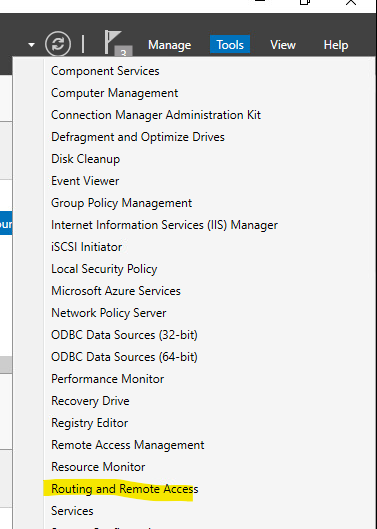 3
Manage
Tools
View
Help
Component Services
Computer Management
Connection Manager Administration Kit
Defragment and Optimize Drives
Disk Cleanup
Event Viewer
Group Policy Management
Internet Information Services (IIS) Manager
iSCSI Initiator
Local Security Policy
Microsoft Azure Services
Network Policy Server
ODBC Data Sources (32-bit)
ODBC Data Sources (64-bit)
Performance Monitor
Recovery Drive
Registry Editor
Remote Access Management
Resource Monitor
Routing and Remote Access
Services